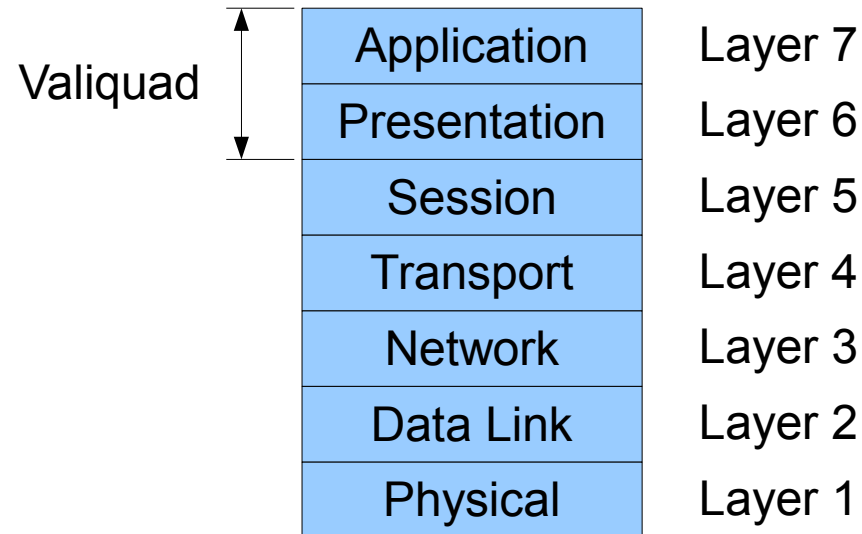 Application Layer 7
Valiquad
Presentation Layer 6
Session Layer 5
Transport Layer 4
Network Layer 3
Data Link Layer 2
Physical Layer 1